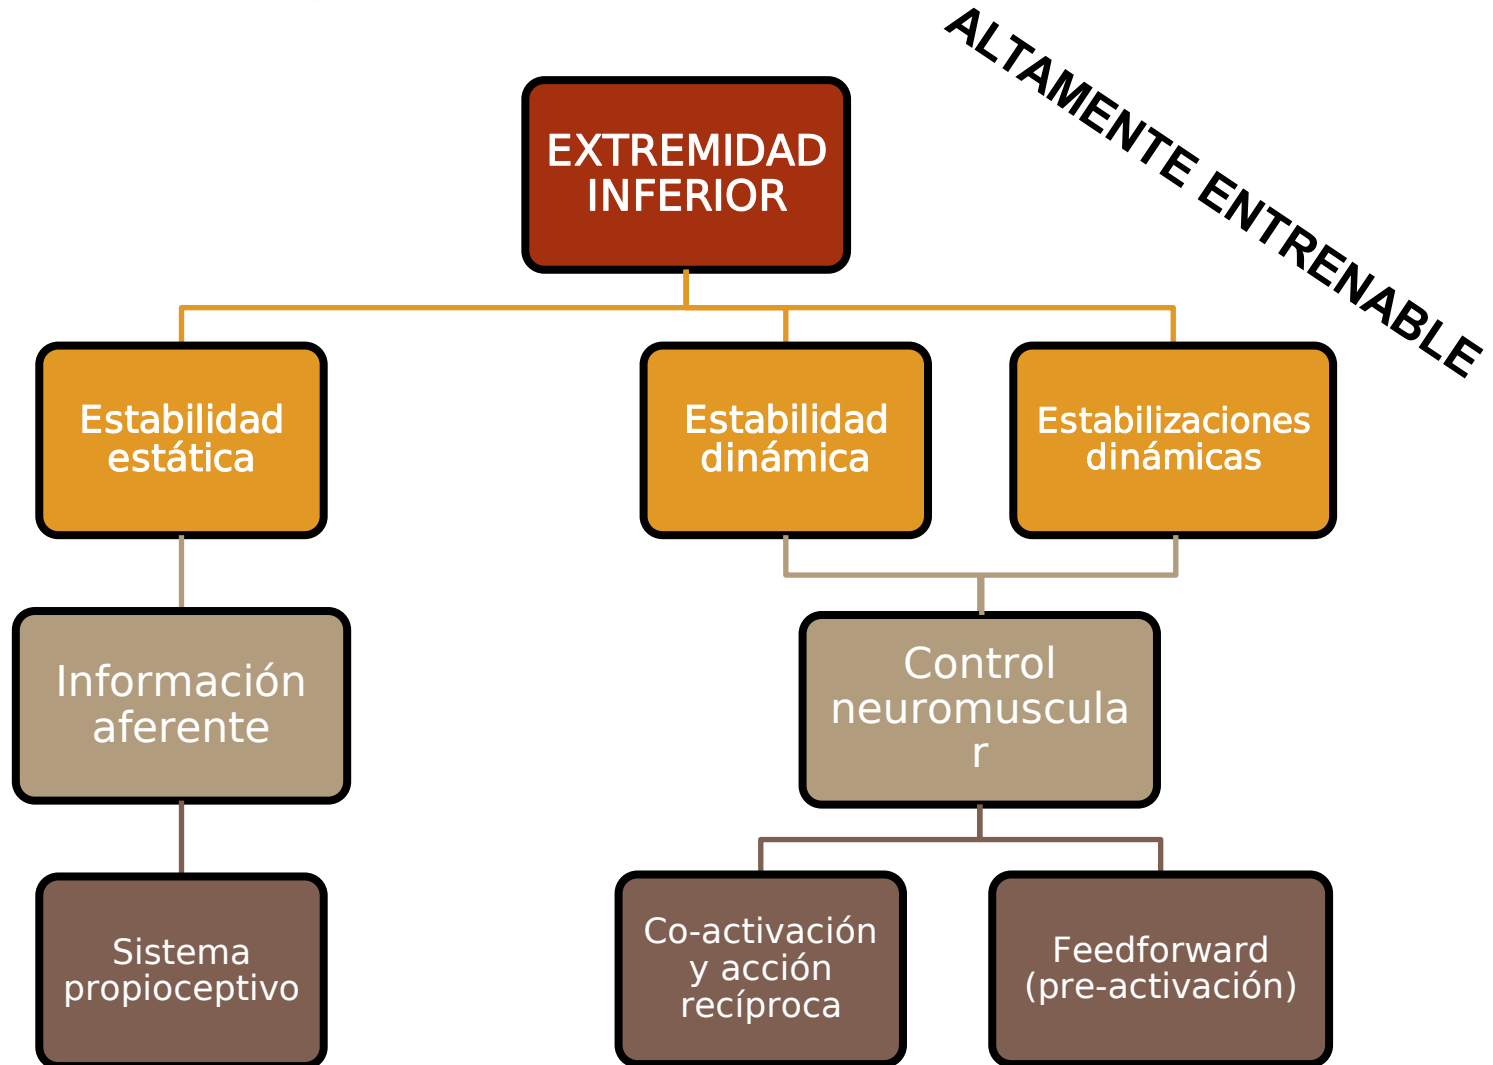 ALTAMENTE ENTRENABLE
EXTREMIDAD
INFERIOR
Estabilidad
estática
Estabilidad
dinámica
Estabilizaciones
dinámicas
Información
aferente
Control
neuromuscula
r
Sistema
propioceptivo
Co-activación
y acción
recíproca
Feedforward
(pre-activación)